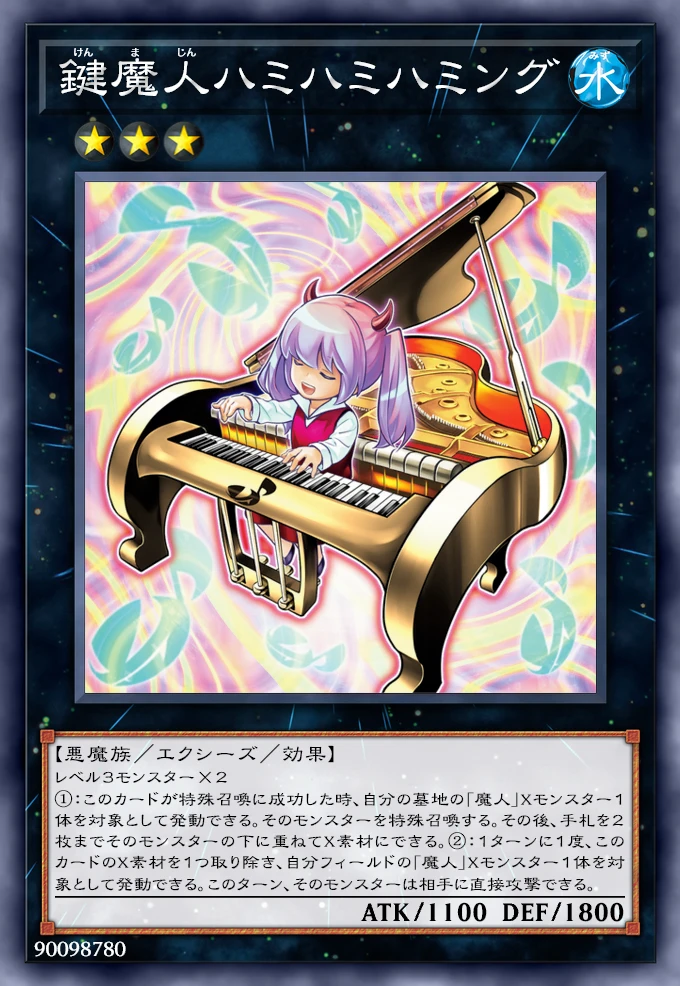 けん ま じん
鍵魔人ハミハミハミング
みず
水
【悪魔族／エクシーズ／効果】
レベル３モンスター×２
①：このカードが特殊召喚に成功した時、自分の墓地の「魔人」Xモンスター１
体を対象として発動できる。そのモンスターを特殊召喚する。その後、手札を２
枚までそのモンスターの下に重ねてX素材にできる。②：１ターンに１度、この
カードのX素材を１つ取り除き、自分フィールドの「魔人」Xモンスター１体を対
象として発動できる。このターン、そのモンスターは相手に直接攻撃できる。
ATK/1100 DEF/1800
90098780